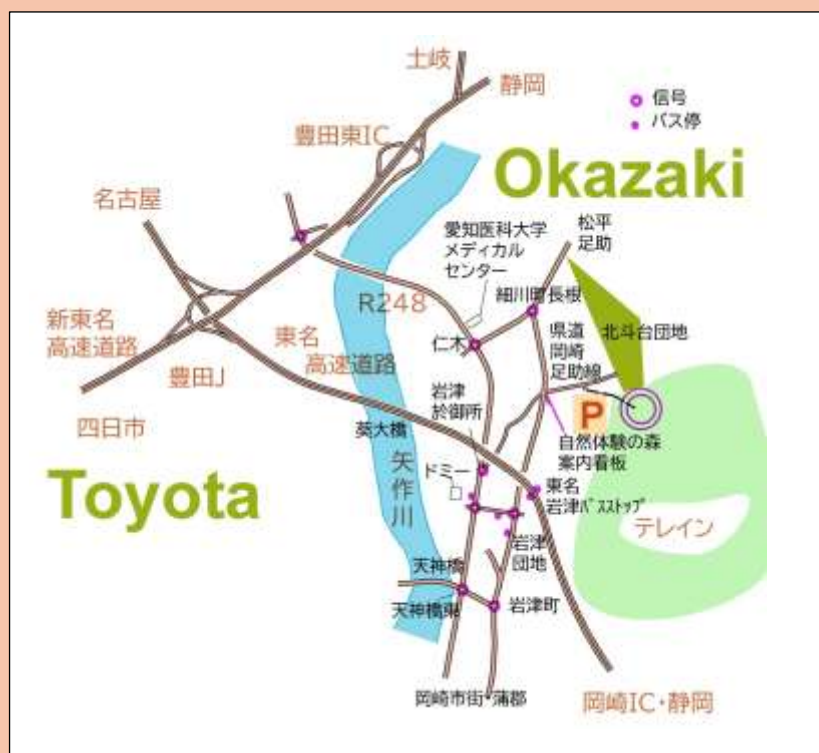 土岐
静岡
信号
バス停
豊田東IC
Okazaki
名古屋
愛知医科大学
メディカル
センター
松平
足助
R248
細川町長根
新東名
高速道路
東名
高速道路
仁木
県道
岡崎
足助線
北斗台団地
豊田J
岩津
於御所
P
四日市
葵大橋
自然体験の森
案内看板
Toyota
矢作川
ドミー
東名
岩津バスストップ
テレイン
岩津
団地
天神橋
天神橋東
岩津町
岡崎市街・蒲郡
岡崎IC・静岡